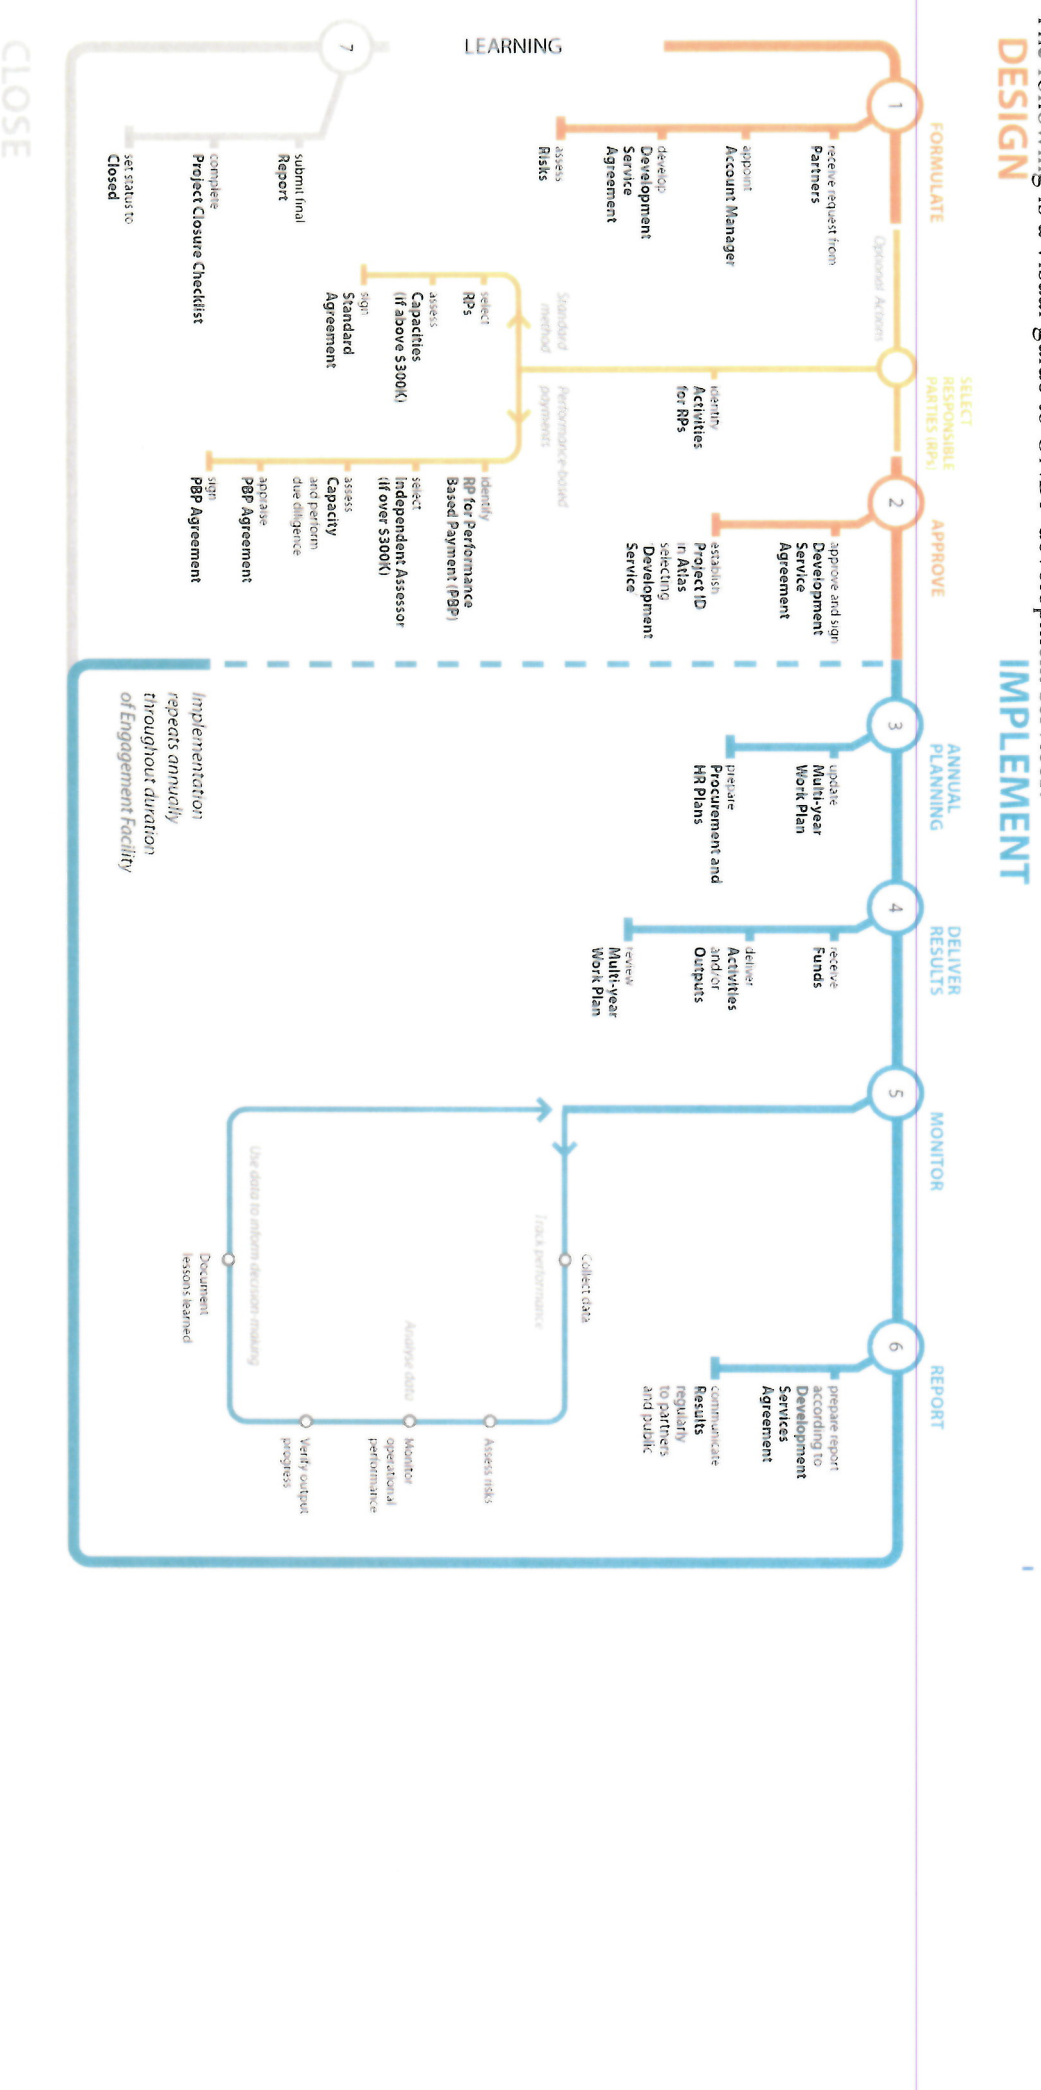 DESIGN
IMPLEMENT
FORMULATE
receive request from
Partners
appoint
Account Manager
develop
Development
Service
Agreement
assess
Risks
Optional Actions
SELECT
RESPONSIBLE
PARTIES (RPs)
identify
Activities
for RPs
Standard
method
select
RPs
assess
Capacities
(if above $300K)
sign
Standard
Agreement
Performance-based
payments
identify
RP for Performance
Based Payment (PBP)
select
Independent Assessor
(if over $300K)
assess
Capacity
and perform
due diligence
appraise
PBP Agreement
sign
PBP Agreement
APPROVE
approve and sign
Development
Service
Agreement
establish
Project ID
in Atlas
selecting
'Development
Service'
ANNUAL
PLANNING
update
Multi-year
Work Plan
prepare
Procurement and
HR Plans
DELIVER
RESULTS
receive
Funds
deliver
Activities
and/or
Outputs
review
Multi-year
Work Plan
MONITOR
Collect data
Track performance
Assess risks
Monitor
operational
performance
Analyse data
Verify output
progress
Use data to inform decision-making
Document
lessons learned
REPORT
prepare report
according to
Development
Services
Agreement
communicate
Results
regularly
to partners
and public
1
2
3
4
5
6
7
Implementation
repeats annually
throughout duration
of Engagement Facility
LEARNING
submit final
Report
complete
Project Closure Checklist
set status to
Closed
CLOSE